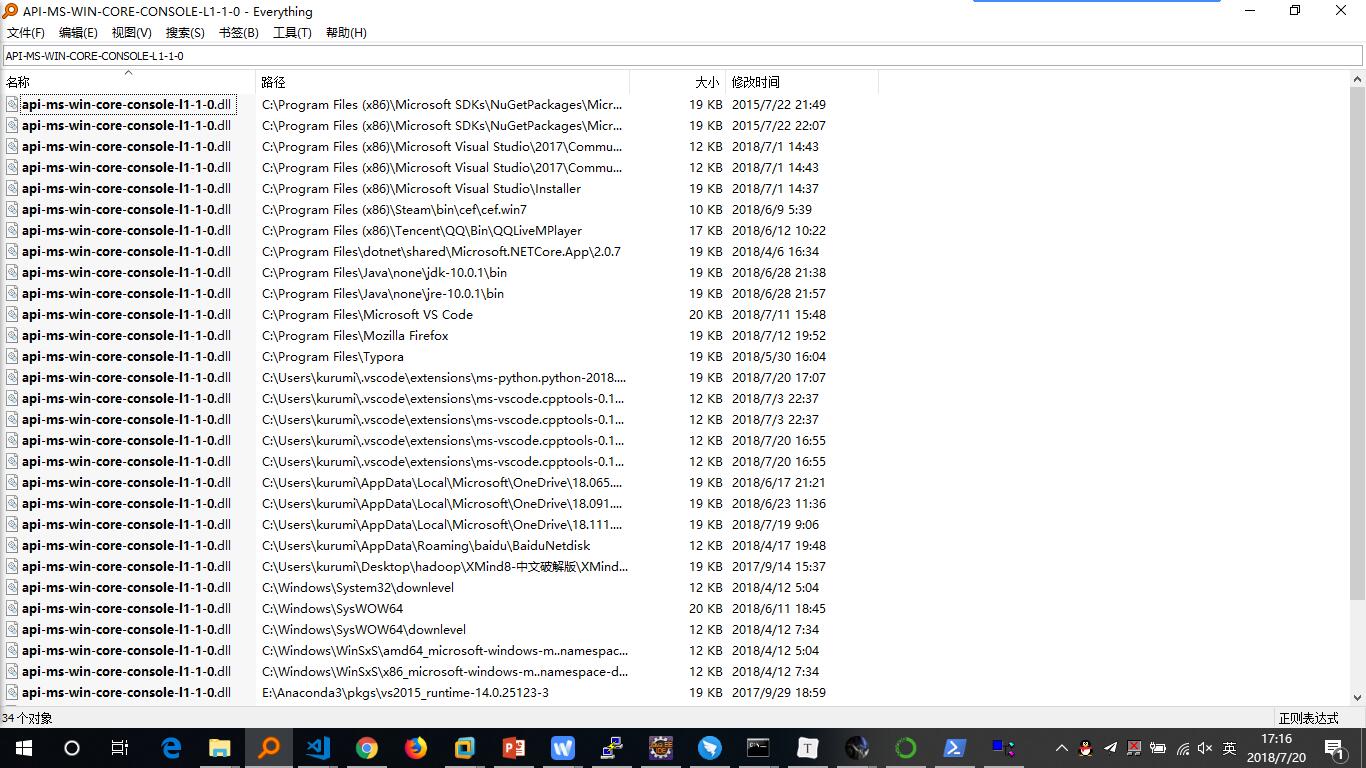 API-MS-WIN-CORE-CONSOLE-L1-1-0 - Everything
文件(F) 编辑(E) 视图(V) 搜索(S) 书签(B) 工具(T) 帮助(H)
API-MS-WIN-CORE-CONSOLE-L1-1-0
名称 路径 大小 修改时间
api-ms-win-core-console-l1-1-0.dll C:\Program Files (x86)\Microsoft SDKs\NuGetPackages\Micr... 19 KB 2015/7/22 21:49
api-ms-win-core-console-l1-1-0.dll C:\Program Files (x86)\Microsoft SDKs\NuGetPackages\Micr... 19 KB 2015/7/22 22:07
api-ms-win-core-console-l1-1-0.dll C:\Program Files (x86)\Microsoft Visual Studio\2017\Commu... 12 KB 2018/7/1 14:43
api-ms-win-core-console-l1-1-0.dll C:\Program Files (x86)\Microsoft Visual Studio\2017\Commu... 12 KB 2018/7/1 14:43
api-ms-win-core-console-l1-1-0.dll C:\Program Files (x86)\Microsoft Visual Studio\Installer 19 KB 2018/7/1 14:37
api-ms-win-core-console-l1-1-0.dll C:\Program Files (x86)\Steam\bin\cef\cef.win7 10 KB 2018/6/9 5:39
api-ms-win-core-console-l1-1-0.dll C:\Program Files (x86)\Tencent\QQ\Bin\QQLiveMPlayer 17 KB 2018/6/12 10:22
api-ms-win-core-console-l1-1-0.dll C:\Program Files\dotnet\shared\Microsoft.NETCore.App\2.0.7 19 KB 2018/4/6 16:34
api-ms-win-core-console-l1-1-0.dll C:\Program Files\Java\none\jdk-10.0.1\bin 19 KB 2018/6/28 21:38
api-ms-win-core-console-l1-1-0.dll C:\Program Files\Java\none\jre-10.0.1\bin 19 KB 2018/6/28 21:57
api-ms-win-core-console-l1-1-0.dll C:\Program Files\Microsoft VS Code 20 KB 2018/7/11 15:48
api-ms-win-core-console-l1-1-0.dll C:\Program Files\Mozilla Firefox 19 KB 2018/7/12 19:52
api-ms-win-core-console-l1-1-0.dll C:\Program Files\Typora 19 KB 2018/5/30 16:04
api-ms-win-core-console-l1-1-0.dll C:\Users\kurumi\.vscode\extensions\ms-python.python-2018.... 19 KB 2018/7/20 17:07
api-ms-win-core-console-l1-1-0.dll C:\Users\kurumi\.vscode\extensions\ms-vscode.cpptools-0.1... 12 KB 2018/7/3 22:37
api-ms-win-core-console-l1-1-0.dll C:\Users\kurumi\.vscode\extensions\ms-vscode.cpptools-0.1... 12 KB 2018/7/3 22:37
api-ms-win-core-console-l1-1-0.dll C:\Users\kurumi\.vscode\extensions\ms-vscode.cpptools-0.1... 12 KB 2018/7/20 16:55
api-ms-win-core-console-l1-1-0.dll C:\Users\kurumi\.vscode\extensions\ms-vscode.cpptools-0.1... 12 KB 2018/7/20 16:55
api-ms-win-core-console-l1-1-0.dll C:\Users\kurumi\AppData\Local\Microsoft\OneDrive\18.065.... 19 KB 2018/6/17 21:21
api-ms-win-core-console-l1-1-0.dll C:\Users\kurumi\AppData\Local\Microsoft\OneDrive\18.091.... 19 KB 2018/6/23 11:36
api-ms-win-core-console-l1-1-0.dll C:\Users\kurumi\AppData\Local\Microsoft\OneDrive\18.111.... 19 KB 2018/7/19 9:06
api-ms-win-core-console-l1-1-0.dll C:\Users\kurumi\AppData\Roaming\baidu\BaiduNetdisk 12 KB 2018/4/17 19:48
api-ms-win-core-console-l1-1-0.dll C:\Users\kurumi\Desktop\hadoop\XMind8-中文破解版\XMind... 19 KB 2017/9/14 15:37
api-ms-win-core-console-l1-1-0.dll C:\Windows\System32\downlevel 12 KB 2018/4/12 5:04
api-ms-win-core-console-l1-1-0.dll C:\Windows\SysWOW64 20 KB 2018/6/11 18:45
api-ms-win-core-console-l1-1-0.dll C:\Windows\SysWOW64\downlevel 12 KB 2018/4/12 7:34
api-ms-win-core-console-l1-1-0.dll C:\Windows\WinSxS\amd64_microsoft-windows-m..namespac... 12 KB 2018/4/12 5:04
api-ms-win-core-console-l1-1-0.dll C:\Windows\WinSxS\x86_microsoft-windows-m..namespace-d... 12 KB 2018/4/12 7:34
api-ms-win-core-console-l1-1-0.dll E:\Anaconda3\pkgs\vs2015_runtime-14.0.25123-3 19 KB 2017/9/29 18:59
34 个对象 正则表达式
英 17:16
2018/7/20